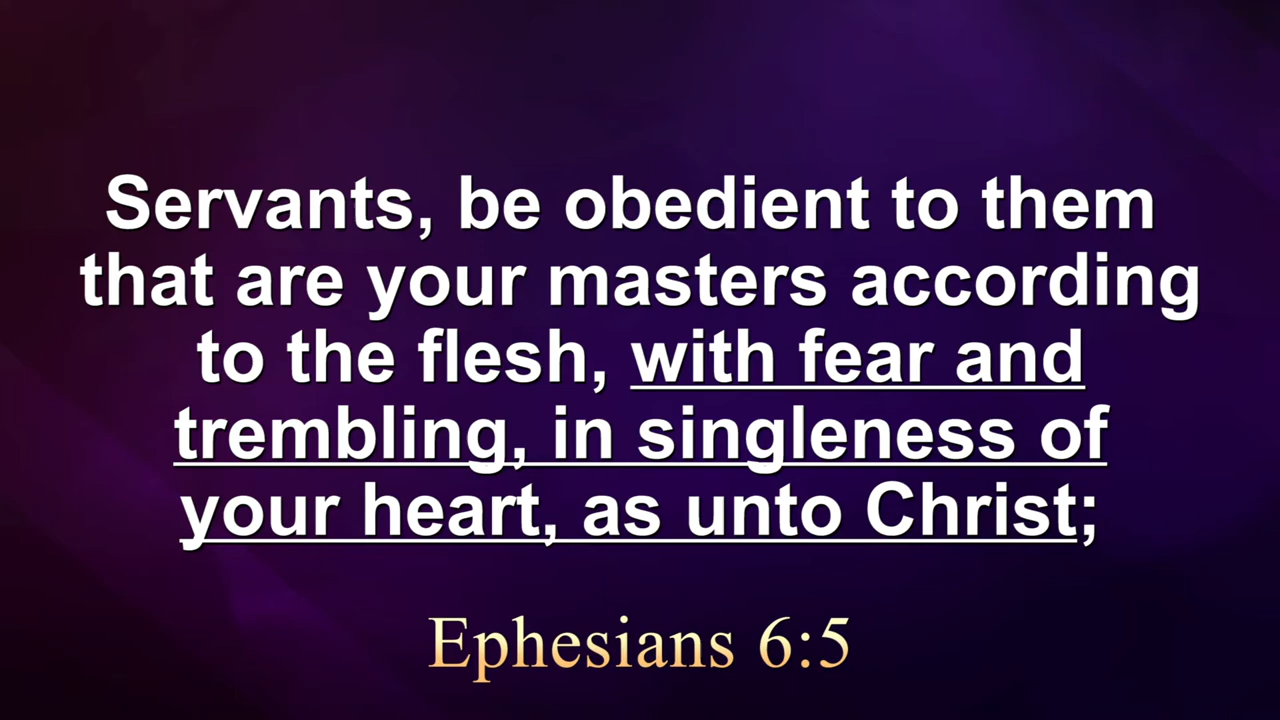 Servants, be obedient to them
that are your masters according
to the flesh, with fear and
trembling, in singleness of
your heart, as unto Christ;
Ephesians 6:5